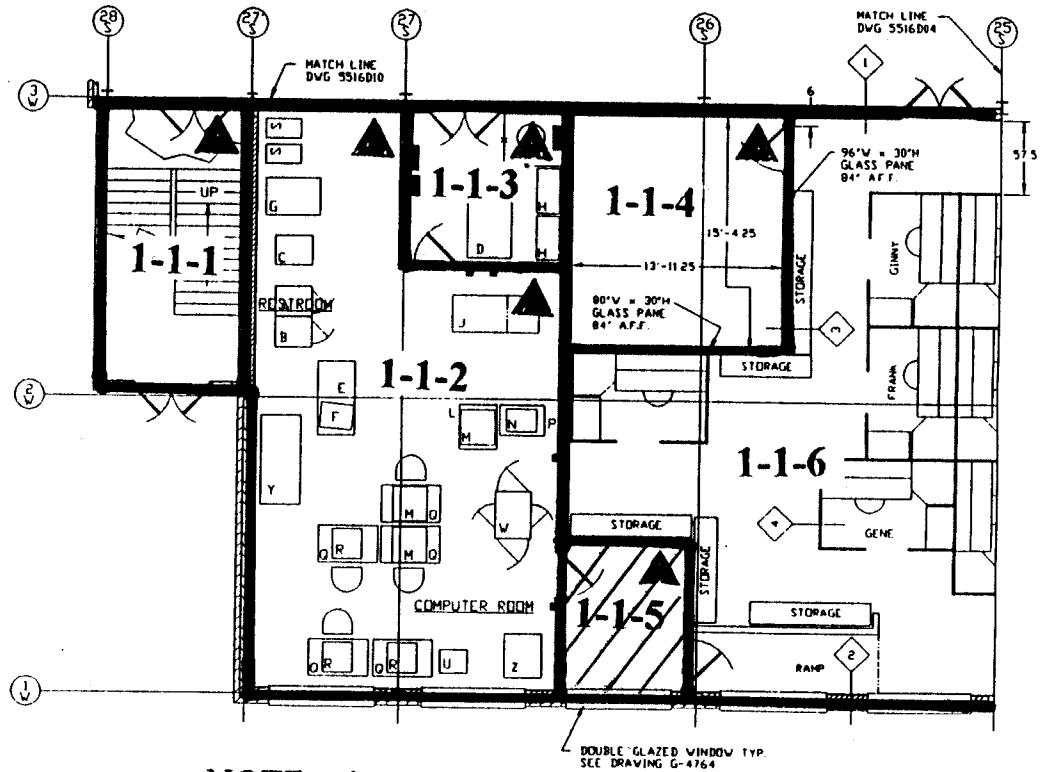 28
S
27
S
27
S
26
S
25
S
MATCH LINE
DWG 5516D04
MATCH LINE
DWG 5516D10
3
W
1
6
57 5
96"W x 30"H
GLASS PANE
84" A.F.F.
UP
G
1-1-3
H
D
H
1-1-4
15'-4.25
13'-11.25
STORAGE
GINNY
1-1-1
C
RESTROOM
A
B
J
80"W x 30"H
GLASS PANE
84" A.F.F.
3
STORAGE
1-1-2
E
F
2
W
FRANK
L
M
N
P
1-1-6
Y
M
Q
W
STORAGE
4
GENE
Q
R
M
Q
STORAGE
1-1-5
COMPUTER ROOM
STORAGE
Q
R
Q
R
U
Z
RAMP
2
1
W
DOUBLE GLAZED WINDOW TYP.
SEE DRAWING G-4764